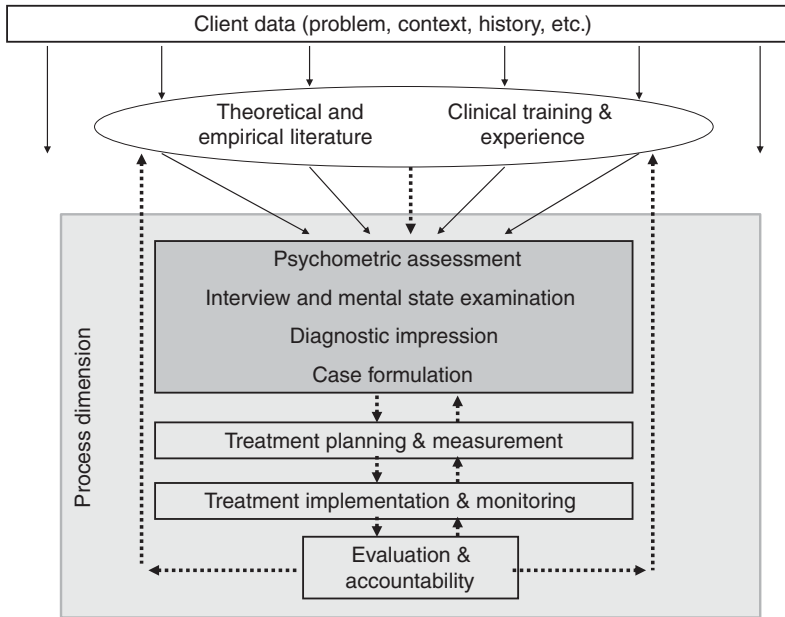 Client data (problem, context, history, etc.)
Theoretical and
empirical literature
Clinical training &
experience
Process dimension
Psychometric assessment
Interview and mental state examination
Diagnostic impression
Case formulation
Treatment planning & measurement
Treatment implementation & monitoring
Evaluation &
accountability